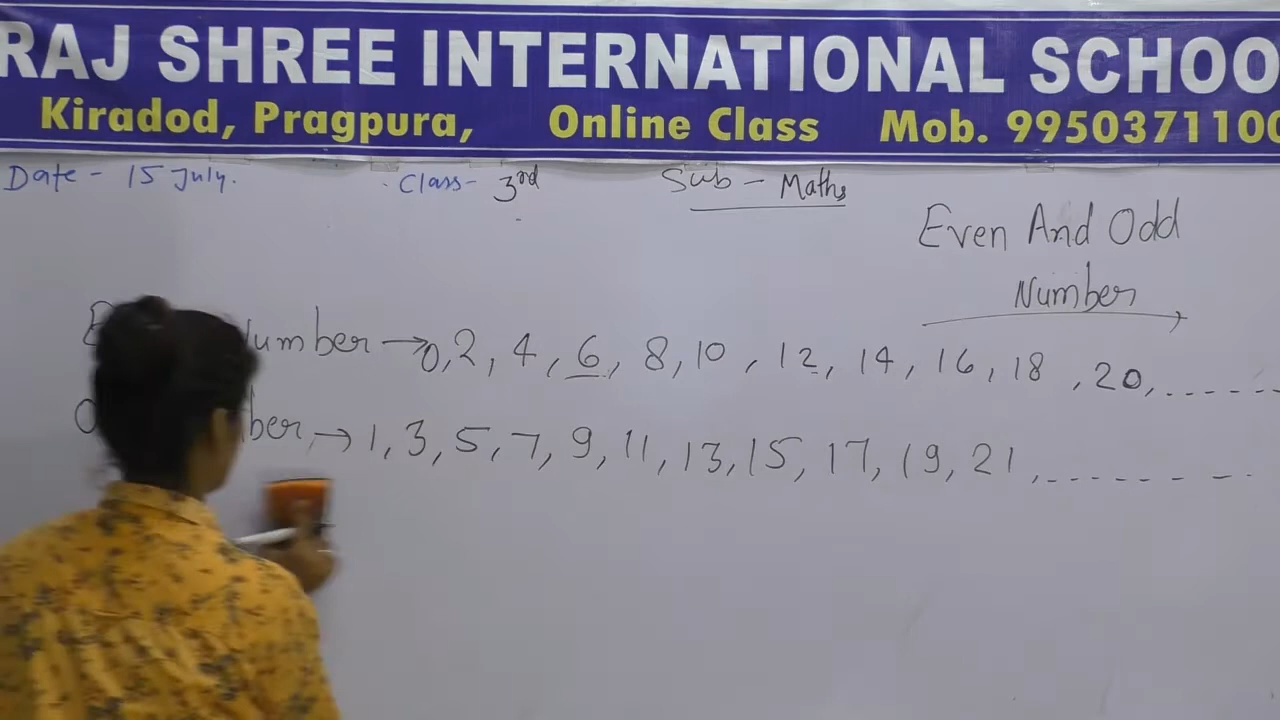 RAJ SHREE INTERNATIONAL SCHOO
Kiradod, Pragpura, Online Class Mob. 9950371100
Date - 15 July. Class - 3rd Sub - Maths
Even And Odd
Number
Number → 0, 2, 4, 6, 8, 10, 12, 14, 16, 18, 20, ......
→ 1, 3, 5, 7, 9, 11, 13, 15, 17, 19, 21, ........